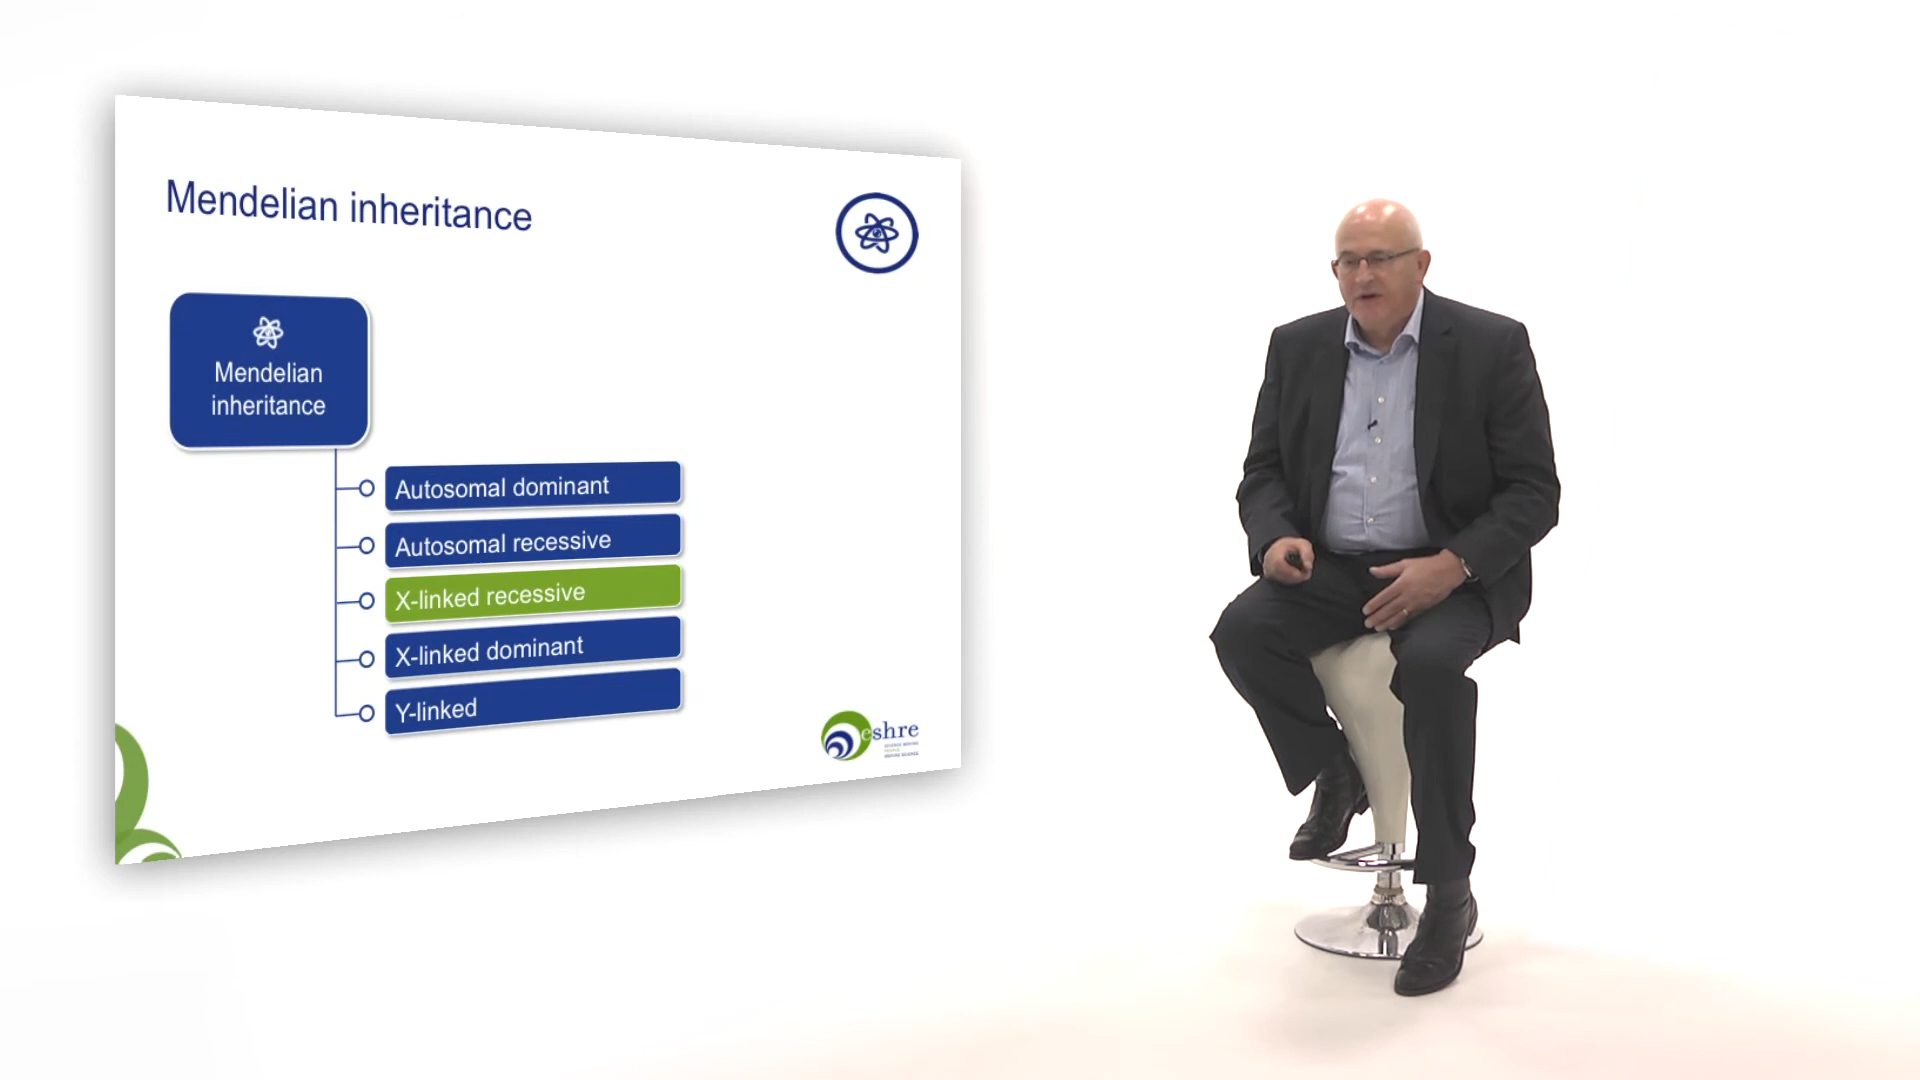 Mendelian inheritance
Mendelian
inheritance
Autosomal dominant
Autosomal recessive
X-linked recessive
X-linked dominant
Y-linked
eshre